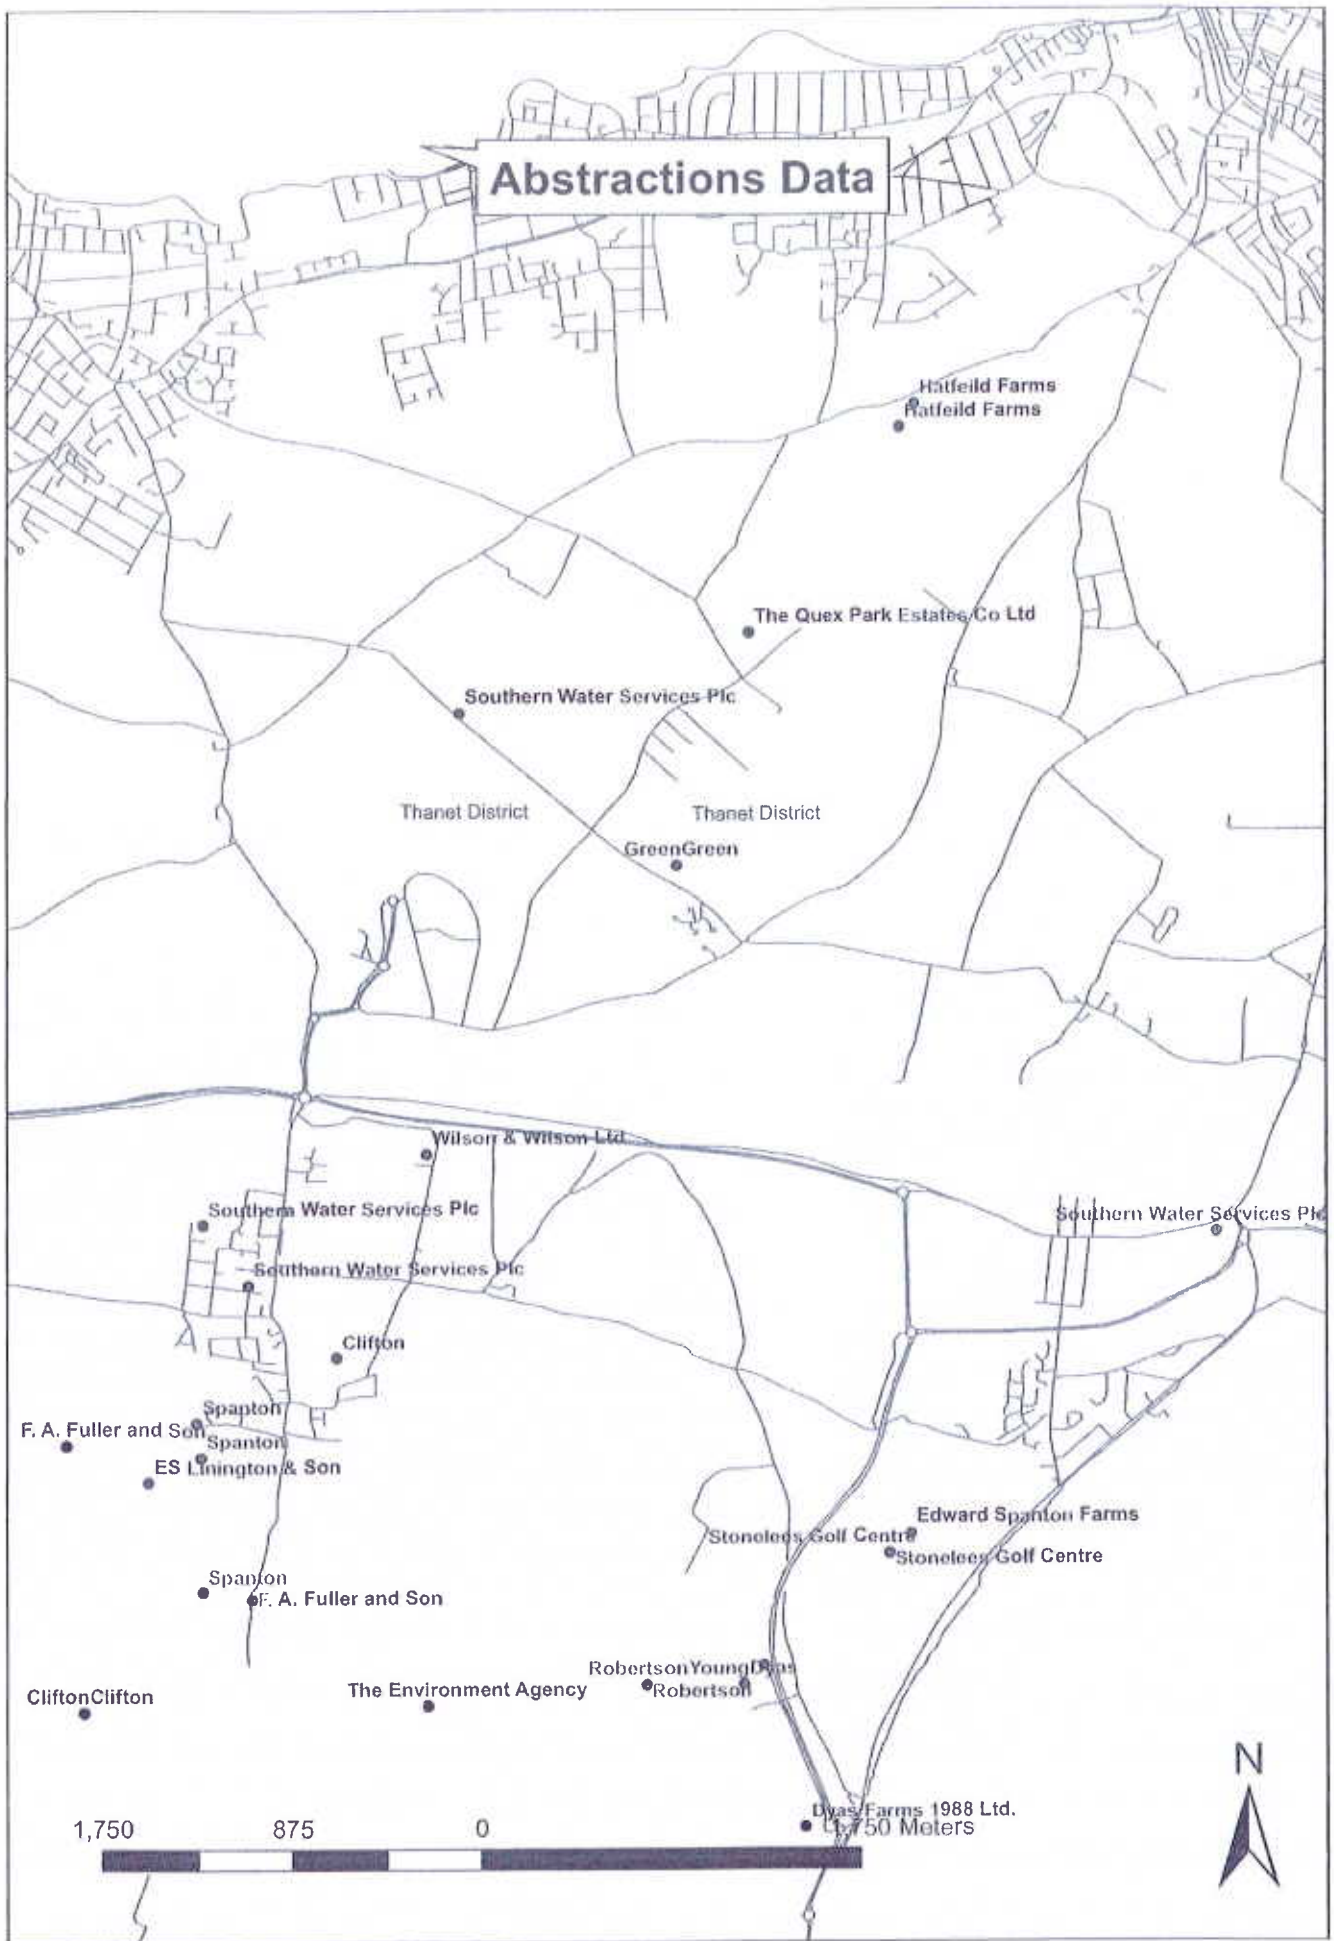 Abstractions Data
Hatfeild Farms
Hatfeild Farms
The Quex Park Estates Co Ltd
Southern Water Services Plc
Thanet District
Thanet District
GreenGreen
Wilson & Wilson Ltd
Southern Water Services Plc
Southern Water Services Plc
Southern Water Services Plc
Clifton
Spanton
F. A. Fuller and Son
Spanton
ES Linington & Son
Edward Spanton Farms
Stonelees Golf Centre
Stonelees Golf Centre
Spanton
F. A. Fuller and Son
RobertsonYoungDyas
Robertson
The Environment Agency
CliftonClifton
N
Dyas Farms 1988 Ltd.
1,750 875 0 1,750 Meters